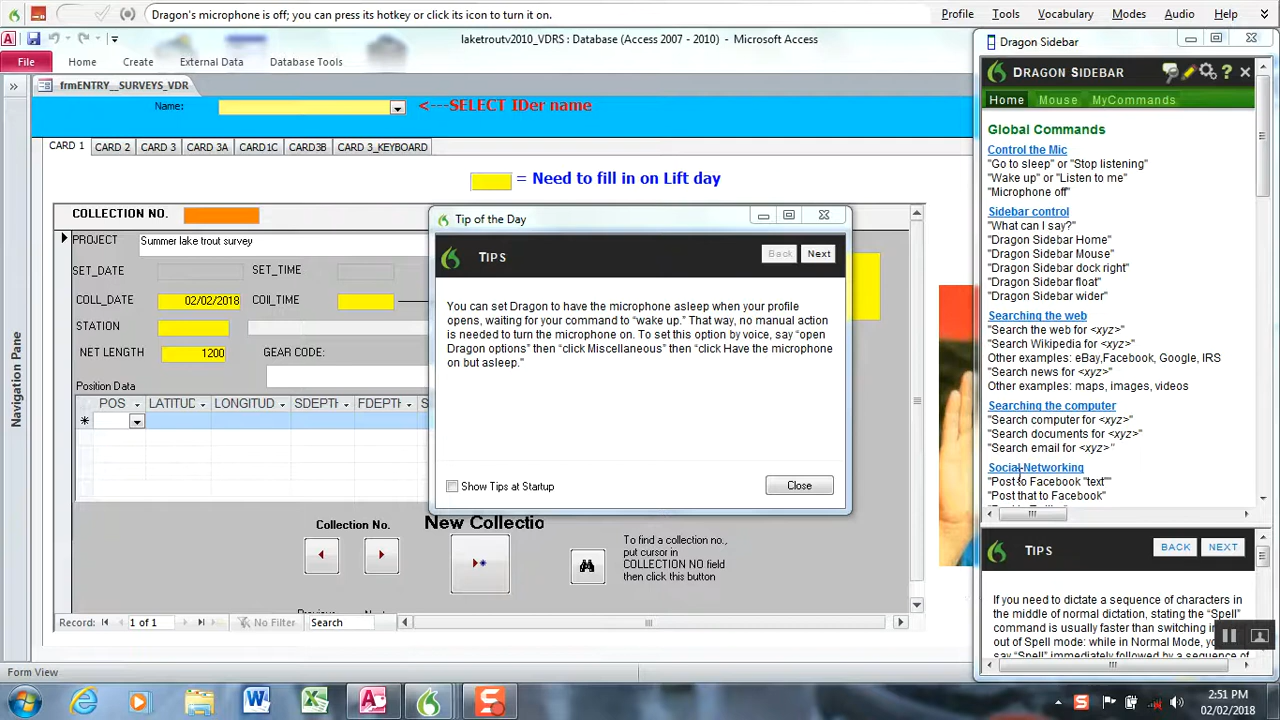 Dragon's microphone is off; you can press its hotkey or click its icon to turn it on.
Profile Tools Vocabulary Modes Audio Help
laketroutv2010_VDRS : Database (Access 2007 - 2010) - Microsoft Access
File Home Create External Data Database Tools
frmENTRY__SURVEYS_VDR
Name: <---SELECT IDer name
CARD 1 CARD 2 CARD 3 CARD 3A CARD1C CARD3B CARD 3_KEYBOARD
= Need to fill in on Lift day
COLLECTION NO.
PROJECT Summer lake trout survey
SET_DATE SET_TIME
COLL_DATE 02/02/2018 COll_TIME
STATION
NET LENGTH 1200 GEAR CODE:
Position Data
POS LATITUD LONGITUD SDEPTH FDEPTH S
Collection No. New Collectio
To find a collection no.,
put cursor in
COLLECTION NO field
then click this button
Record: 1 of 1 No Filter Search
Form View
Navigation Pane
Tip of the Day
TIPS Back Next
You can set Dragon to have the microphone asleep when your profile
opens, waiting for your command to “wake up.” That way, no manual action
is needed to turn the microphone on. To set this option by voice, say “open
Dragon options” then “click Miscellaneous” then “click Have the microphone
on but asleep.”
Show Tips at Startup Close
Dragon Sidebar
DRAGON SIDEBAR
Home Mouse MyCommands
Global Commands
Control the Mic
"Go to sleep" or "Stop listening"
"Wake up" or "Listen to me"
"Microphone off"
Sidebar control
"What can I say?"
"Dragon Sidebar Home"
"Dragon Sidebar Mouse"
"Dragon Sidebar dock right"
"Dragon Sidebar float"
"Dragon Sidebar wider"
Searching the web
"Search the web for <xyz>"
"Search Wikipedia for <xyz>"
Other examples: eBay,Facebook, Google, IRS
"Search news for <xyz>"
Other examples: maps, images, videos
Searching the computer
"Search computer for <xyz>"
"Search documents for <xyz>"
"Search email for <xyz>"
Social Networking
"Post to Facebook "text""
"Post that to Facebook"
TIPS BACK NEXT
If you need to dictate a sequence of characters in
the middle of normal dictation, stating the “Spell”
command is usually faster than switching in
out of Spell mode: while in Normal Mode, yo
say “Spell” immediately followed by a sequence of
2:51 PM
02/02/2018